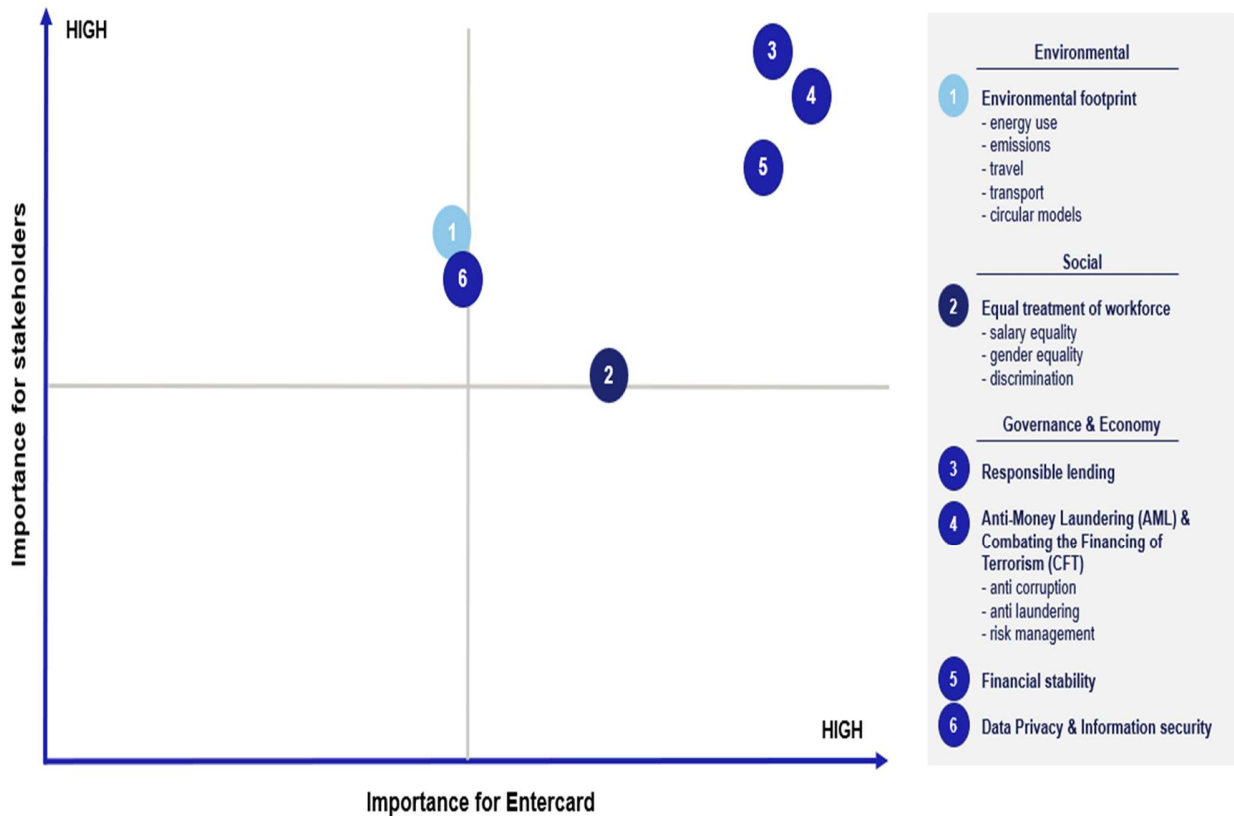 HIGH
3
4
5
1
6
2
Importance for stakeholders
HIGH
Importance for Entercard
Environmental
1 Environmental footprint
- energy use
- emissions
- travel
- transport
- circular models
Social
2 Equal treatment of workforce
- salary equality
- gender equality
- discrimination
Governance & Economy
3 Responsible lending
4 Anti-Money Laundering (AML) &
Combating the Financing of
Terrorism (CFT)
- anti corruption
- anti laundering
- risk management
5 Financial stability
6 Data Privacy & Information security